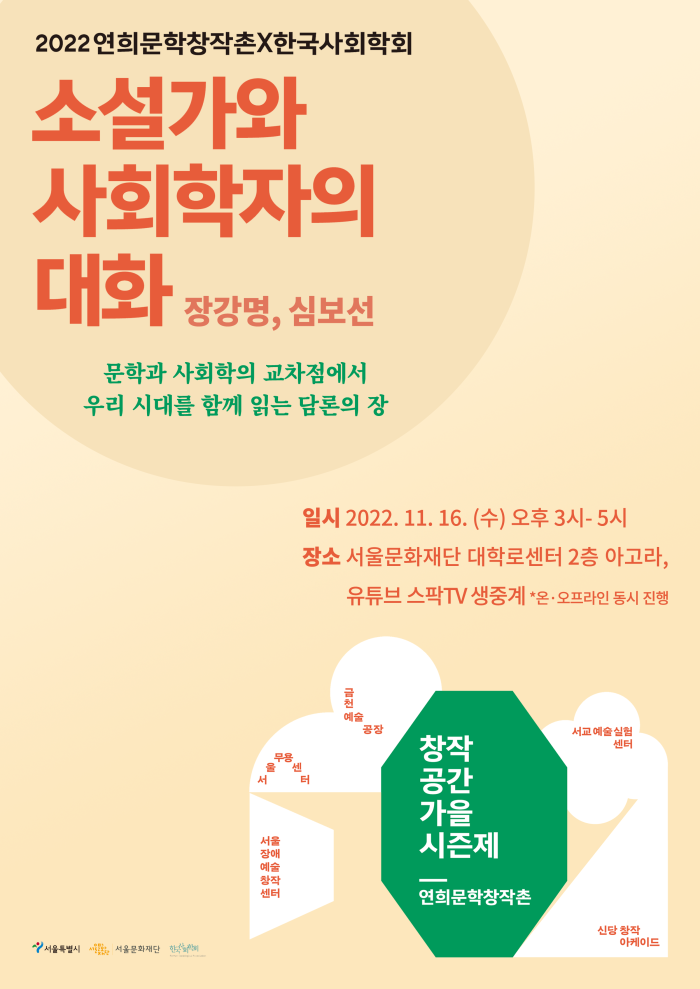 2022 연희문학창작촌X한국사회학회
소설가와
사회학자의
대화 장강명, 심보선
문학과 사회학의 교차점에서
우리 시대를 함께 읽는 담론의 장
일시 2022. 11. 16. (수) 오후 3시- 5시
장소 서울문화재단 대학로센터 2층 아고라,
유튜브 스팍TV 생중계 *온·오프라인 동시 진행
금
천
예술
공장
서울무용센터
서교예술실험
센터
창작
공간
가을
시즌제
연희문학창작촌
서울
장애
예술
창작
센터
신당 창작
아케이드
서울특별시
서울문화재단